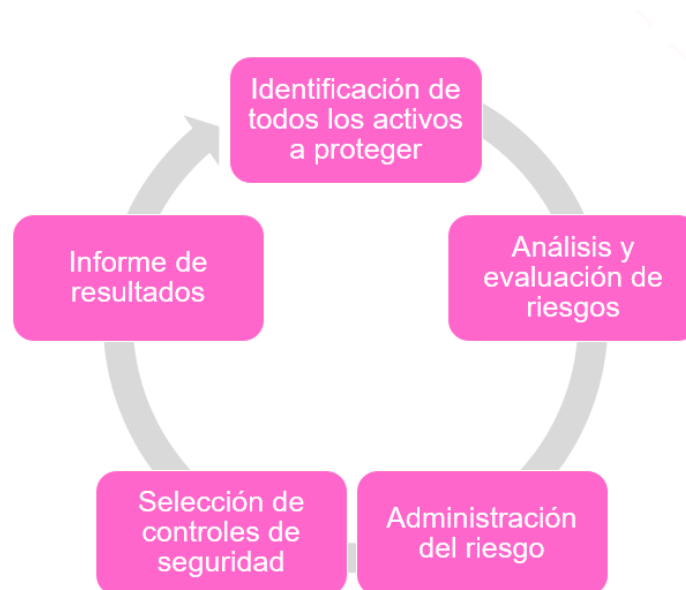 Identificación de
todos los activos
a proteger
Análisis y
evaluación de
riesgos
Administración
del riesgo
Selección de
controles de
seguridad
Informe de
resultados